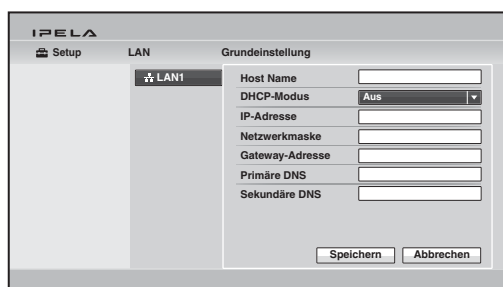 IPELA
Setup LAN Grundeinstellung
LAN1
Host Name
DHCP-Modus Aus
IP-Adresse
Netzwerkmaske
Gateway-Adresse
Primäre DNS
Sekundäre DNS
Speichern Abbrechen